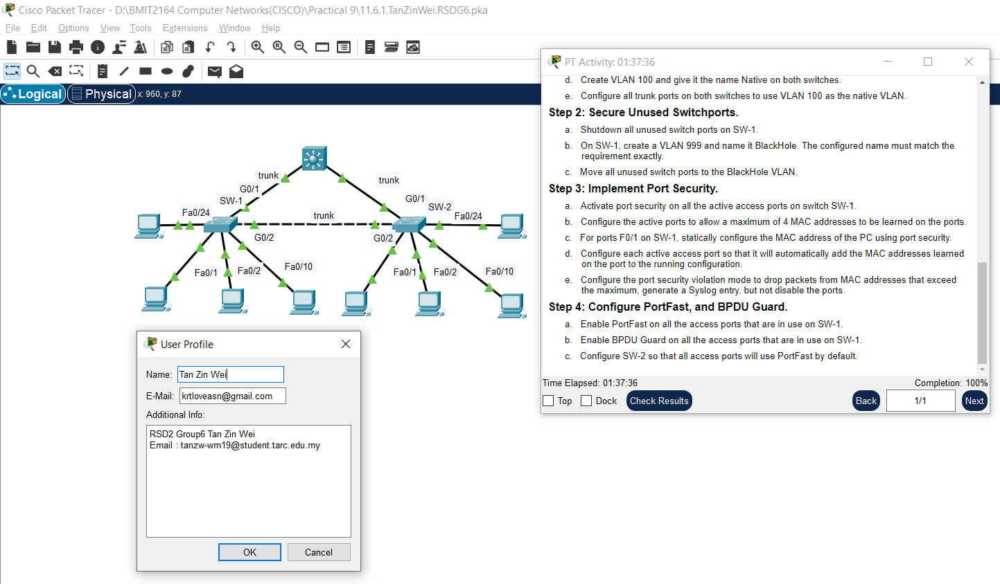 Cisco Packet Tracer - D:\BMIT2164 Computer Networks(CISCO)\Practical 9\11.6.1.TanZinWei.RSDG6.pka
File Edit Options View Tools Extensions Window Help
Logical Physical x: 960, y: 87
trunk
trunk
G0/1
G0/1
SW-1
SW-2
Fa0/24
trunk
Fa0/24
G0/2
G0/2
Fa0/1
Fa0/2
Fa0/10
Fa0/1
Fa0/2
Fa0/10
User Profile
Name: Tan Zin Wei
E-Mail: krtloveasn@gmail.com
Additional Info:
RSD2 Group6 Tan Zin Wei
Email : tanzw-wm19@student.tarc.edu.my
OK Cancel
PT Activity: 01:37:36
d. Create VLAN 100 and give it the name Native on both switches.
e. Configure all trunk ports on both switches to use VLAN 100 as the native VLAN.
Step 2: Secure Unused Switchports.
a. Shutdown all unused switch ports on SW-1.
b. On SW-1, create a VLAN 999 and name it BlackHole. The configured name must match the
requirement exactly.
c. Move all unused switch ports to the BlackHole VLAN.
Step 3: Implement Port Security.
a. Activate port security on all the active access ports on switch SW-1.
b. Configure the active ports to allow a maximum of 4 MAC addresses to be learned on the ports.
c. For ports F0/1 on SW-1, statically configure the MAC address of the PC using port security.
d. Configure each active access port so that it will automatically add the MAC addresses learned
on the port to the running configuration.
e. Configure the port security violation mode to drop packets from MAC addresses that exceed
the maximum, generate a Syslog entry, but not disable the ports.
Step 4: Configure PortFast, and BPDU Guard.
a. Enable PortFast on all the access ports that are in use on SW-1.
b. Enable BPDU Guard on all the access ports that are in use on SW-1.
c. Configure SW-2 so that all access ports will use PortFast by default.
Time Elapsed: 01:37:36 Completion: 100%
Top Dock Check Results Back 1/1 Next